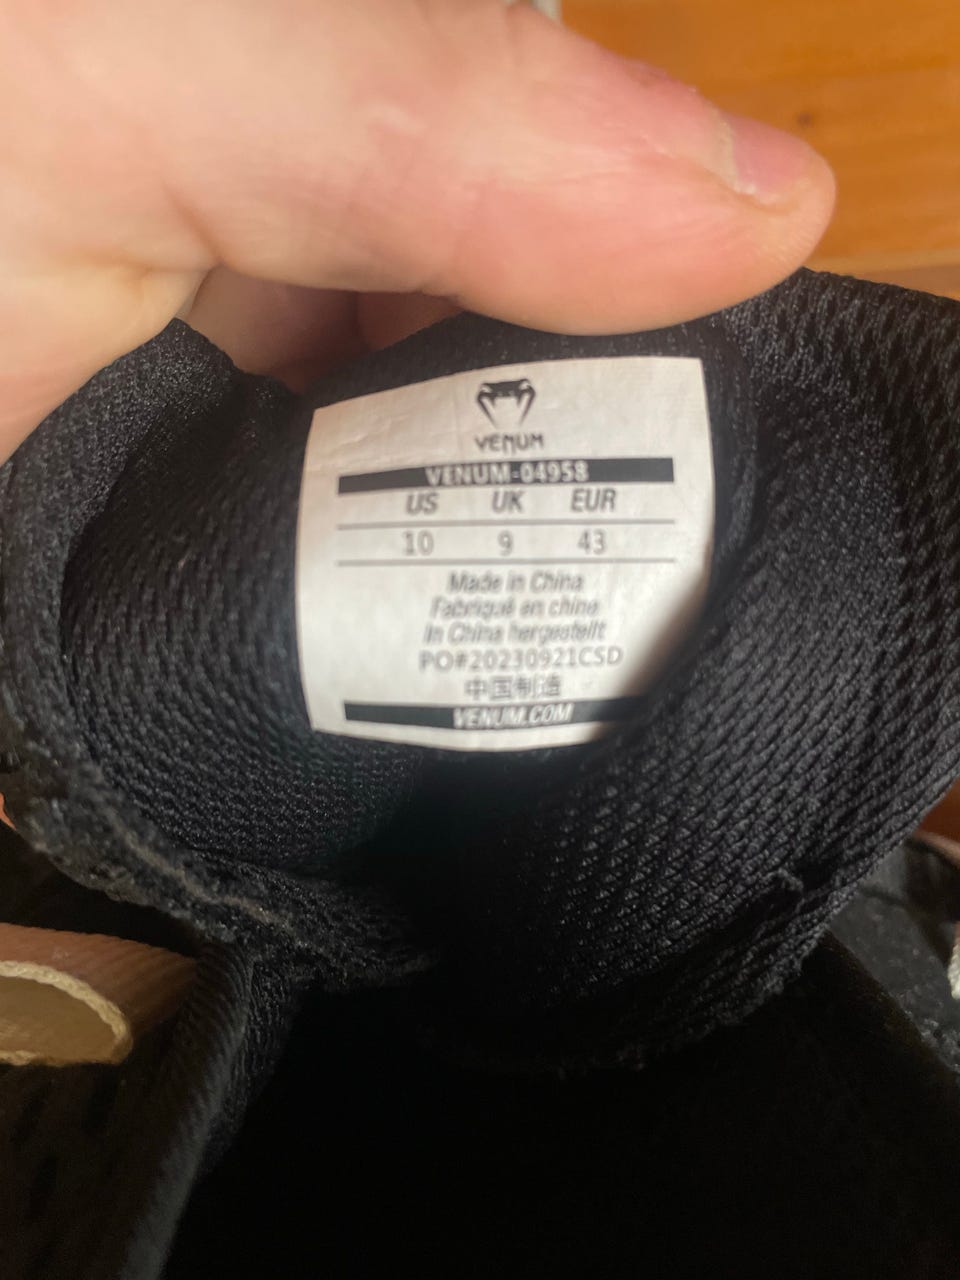 VENUM
VENUM-04958
US UK EUR
10 9 43
Made in China
Fabriqué en chine
In China hergestellt
PO#20230921CSD
中国制造
VENUM.COM